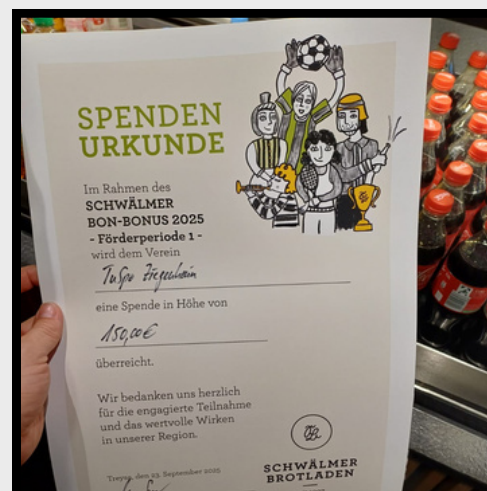 SPENDEN
URKUNDE
Im Rahmen des
SCHWÄLMER
BON-BONUS 2025
- Förderperiode 1 -
wird dem Verein
TuSpo Ziegenhain
eine Spende in Höhe von
150,00€
überreicht.
Wir bedanken uns herzlich
für die engagierte Teilnahme
und das wertvolle Wirken
in unserer Region.
Treysa, den 23. September 2025
SCHWÄLMER
BROTLADEN